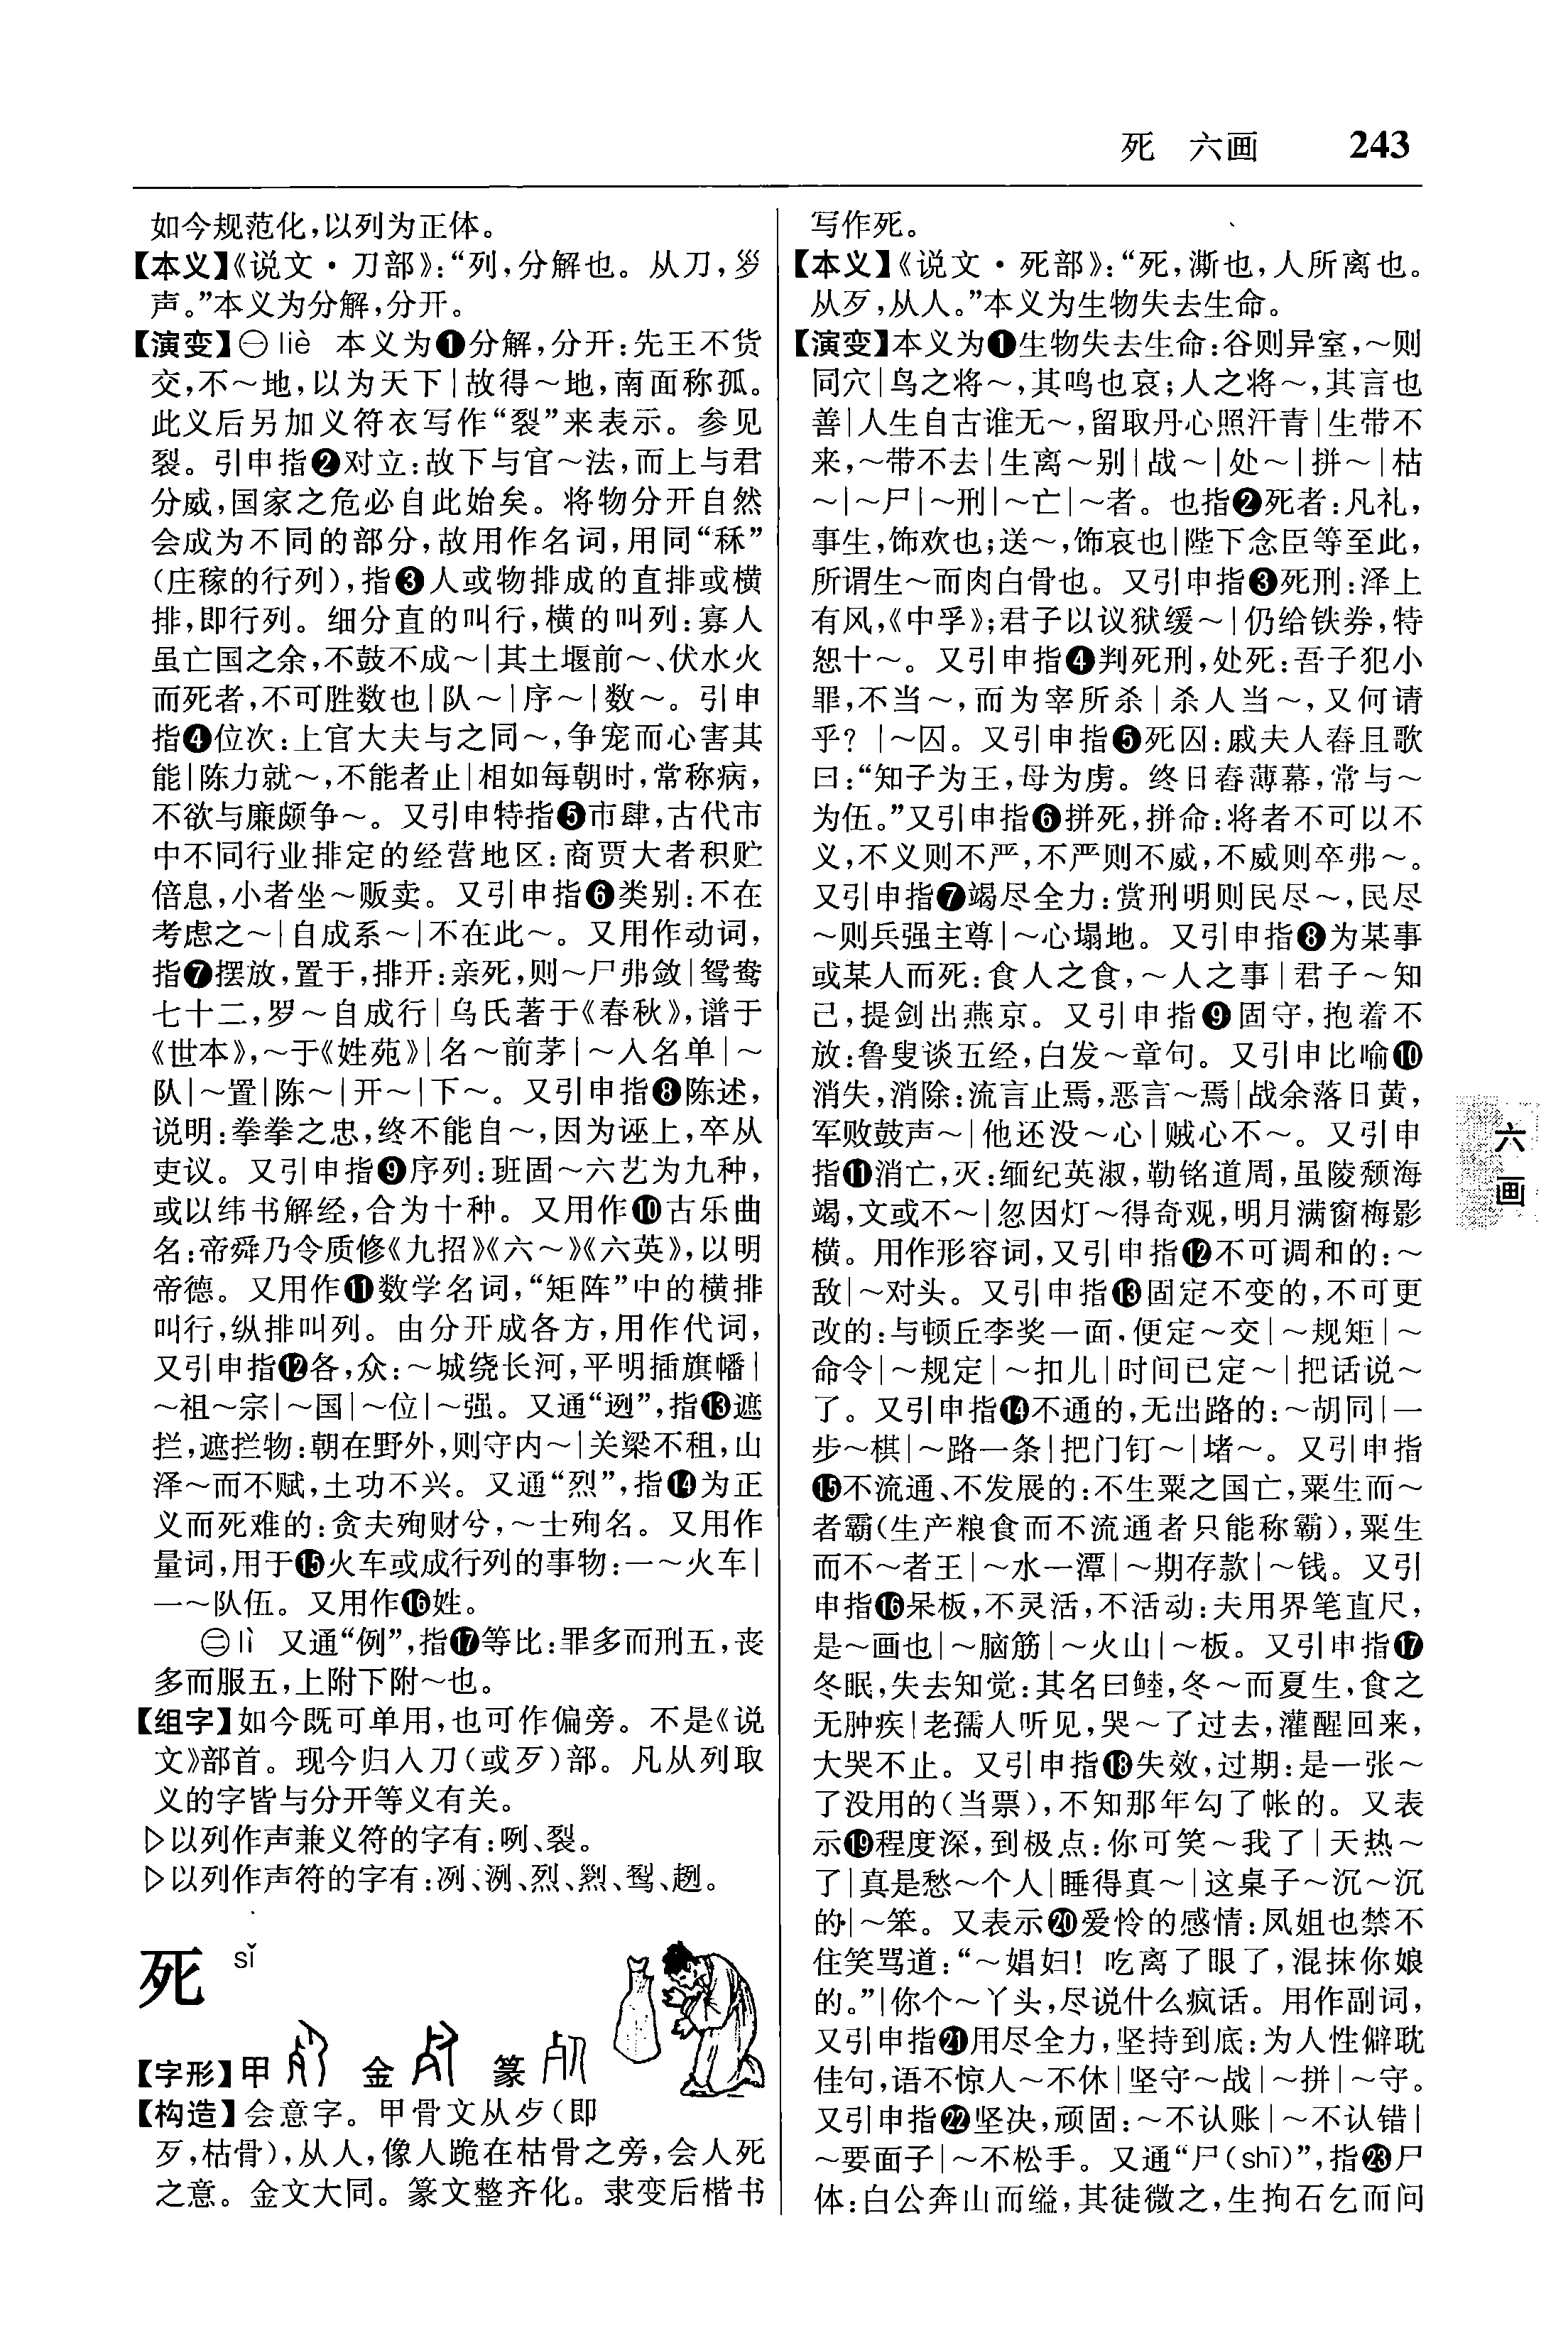 死 六画 243
如今规范化,以列为正体。
【本义】《说文·刀部》:“列,分解也。从刀,𡿪
声。”本义为分解,分开。
【演变】㊀ liè 本义为❶分解,分开:先王不货
交,不～地,以为天下|故得～地,南面称孤。
此义后另加义符衣写作“裂”来表示。参见
裂。引申指❷对立:故下与官～法,而上与君
分威,国家之危必自此始矣。将物分开自然
会成为不同的部分,故用作名词,用同“秝”
(庄稼的行列),指❸人或物排成的直排或横
排,即行列。细分直的叫行,横的叫列:寡人
虽亡国之余,不鼓不成～|其土堰前～、伏水火
而死者,不可胜数也|队～|序～|数～。引申
指❹位次:上官大夫与之同～,争宠而心害其
能|陈力就～,不能者止|相如每朝时,常称病,
不欲与廉颇争～。又引申特指❺市肆,古代市
中不同行业排定的经营地区:商贾大者积贮
倍息,小者坐～贩卖。又引申指❻类别:不在
考虑之～|自成系～|不在此～。又用作动词,
指❼摆放,置于,排开:亲死,则～尸弗敛|鸳鸯
七十二,罗～自成行|乌氏著于《春秋》,谱于
《世本》,～于《姓苑》|名～前茅|～入名单|～
队|～置|陈～|开～|下～。又引申指❽陈述,
说明:拳拳之忠,终不能自～,因为诬上,卒从
吏议。又引申指❾序列:班固～六艺为九种,
或以纬书解经,合为十种。又用作❿古乐曲
名:帝舜乃令质修《九招》《六～》《六英》,以明
帝德。又用作⓫数学名词,“矩阵”中的横排
叫行,纵排叫列。由分开成各方,用作代词,
又引申指⓬各,众:～城绕长河,平明插旗幡|
～祖～宗|～国|～位|～强。又通“迾”,指⓭遮
拦,遮拦物:朝在野外,则守内～|关梁不租,山
泽～而不赋,土功不兴。又通“烈”,指⓮为正
义而死难的:贪夫殉财兮,～士殉名。又用作
量词,用于⓯火车或成行列的事物:一～火车|
一～队伍。又用作⓰姓。
㊁ lì 又通“例”,指⓱等比:罪多而刑五,丧
多而服五,上附下附～也。
【组字】如今既可单用,也可作偏旁。不是《说
文》部首。现今归入刀(或歹)部。凡从列取
义的字皆与分开等义有关。
▷以列作声兼义符的字有:咧、裂。
▷以列作声符的字有:冽、洌、烈、䴕、趔。
死 sǐ
【字形】甲 金 篆
【构造】会意字。甲骨文从歺(即
歹,枯骨),从人,像人跪在枯骨之旁,会人死
之意。金文大同。篆文整齐化。隶变后楷书
写作死。
【本义】《说文·死部》:“死,澌也,人所离也。
从歹,从人。”本义为生物失去生命。
【演变】本义为❶生物失去生命:谷则异室,～则
同穴|鸟之将～,其鸣也哀;人之将～,其言也
善|人生自古谁无～,留取丹心照汗青|生带不
来,～带不去|生离～别|战～|处～|拼～|枯
～|～尸|～刑|～亡|～者。也指❷死者:凡礼,
事生,饰欢也;送～,饰哀也|陛下念臣等至此,
所谓生～而肉白骨也。又引申指❸死刑:泽上
有风,《中孚》;君子以议狱缓～|仍给铁券,特
恕十～。又引申指❹判死刑,处死:吾子犯小
罪,不当～,而为宰所杀|杀人当～,又何请
乎?|～囚。又引申指❺死囚:戚夫人舂且歌
曰:“知子为王,母为虏。终日舂薄幕,常与～
为伍。”又引申指❻拼死,拼命:将者不可以不
义,不义则不严,不严则不威,不威则卒弗～。
又引申指❼竭尽全力:赏刑明则民尽～,民尽
～则兵强主尊|～心塌地。又引申指❽为某事
或某人而死:食人之食,～人之事|君子～知
己,提剑出燕京。又引申指❾固守,抱着不
放:鲁叟谈五经,白发～章句。又引申比喻❿
消失,消除:流言止焉,恶言～焉|战余落日黄,
军败鼓声～|他还没～心|贼心不～。又引申
指⓫消亡,灭:缅纪英淑,勒铭道周,虽陵颓海
竭,文或不～|忽因灯～得奇观,明月满窗梅影
横。用作形容词,又引申指⓬不可调和的:～
敌|～对头。又引申指⓭固定不变的,不可更
改的:与顿丘李奖一面,便定～交|～规矩|～
命令|～规定|～扣儿|时间已定～|把话说～
了。又引申指⓮不通的,无出路的:～胡同|一
步～棋|～路一条|把门钉～|堵～。又引申指
⓯不流通、不发展的:不生粟之国亡,粟生而～
者霸(生产粮食而不流通者只能称霸),粟生
而不～者王|～水一潭|～期存款|～钱。又引
申指⓰呆板,不灵活,不活动:夫用界笔直尺,
是～画也|～脑筋|～火山|～板。又引申指⓱
冬眠,失去知觉:其名曰鯥,冬～而夏生,食之
无肿疾|老孺人听见,哭～了过去,灌醒回来,
大哭不止。又引申指⓲失效,过期:是一张～
了没用的(当票),不知那年勾了帐的。又表
示⓳程度深,到极点:你可笑～我了|天热～
了|真是愁～个人|睡得真～|这桌子～沉～沉
的|～笨。又表示⓴爱怜的感情:凤姐也禁不
住笑骂道:“～娼妇! 吃离了眼了,混抹你娘
的。”|你个～丫头,尽说什么疯话。用作副词,
又引申指㉑用尽全力,坚持到底:为人性僻耽
佳句,语不惊人～不休|坚守～战|～拼|～守。
又引申指㉒坚决,顽固:～不认账|～不认错|
～要面子|～不松手。又通“尸(shī)”,指㉓尸
体:白公奔山而缢,其徒微之,生拘石乞而问
六画